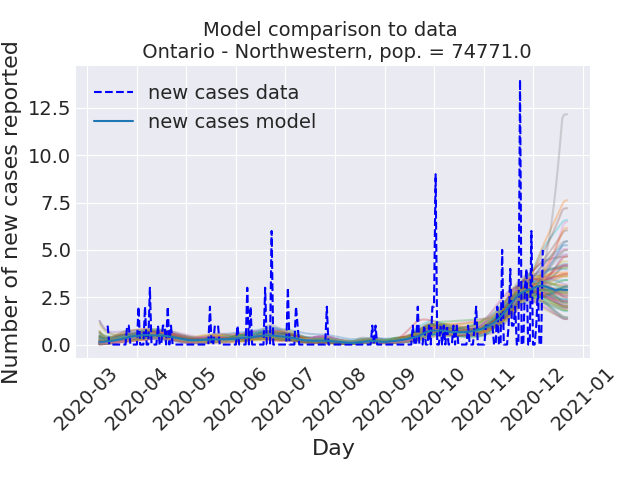 Model comparison to data
Ontario - Northwestern, pop. = 74771.0
Number of new cases reported
new cases data
new cases model
12.5
10.0
7.5
5.0
2.5
0.0
2020-03
2020-04
2020-05
2020-06
2020-07
2020-08
2020-09
2020-10
2020-11
2020-12
2021-01
Day